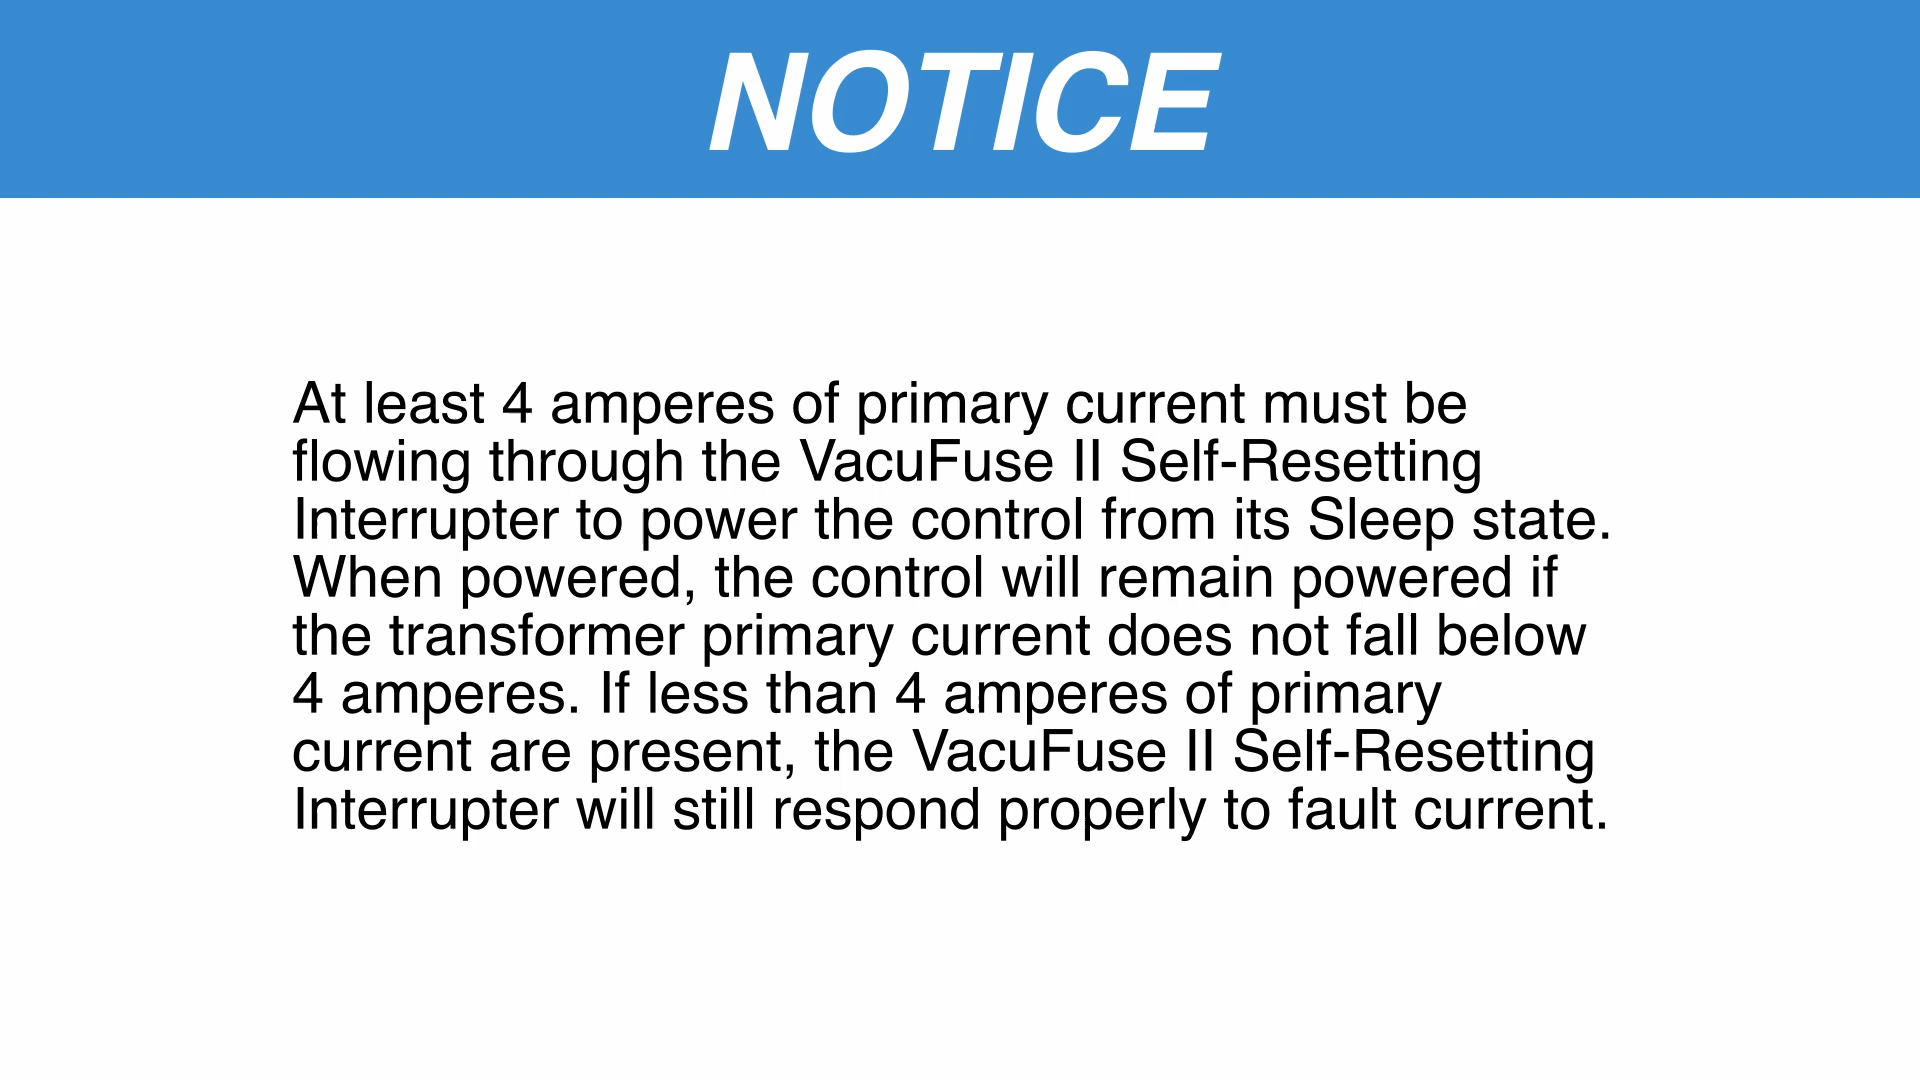 NOTICE
At least 4 amperes of primary current must be
flowing through the VacuFuse II Self-Resetting
Interrupter to power the control from its Sleep state.
When powered, the control will remain powered if
the transformer primary current does not fall below
4 amperes. If less than 4 amperes of primary
current are present, the VacuFuse II Self-Resetting
Interrupter will still respond properly to fault current.